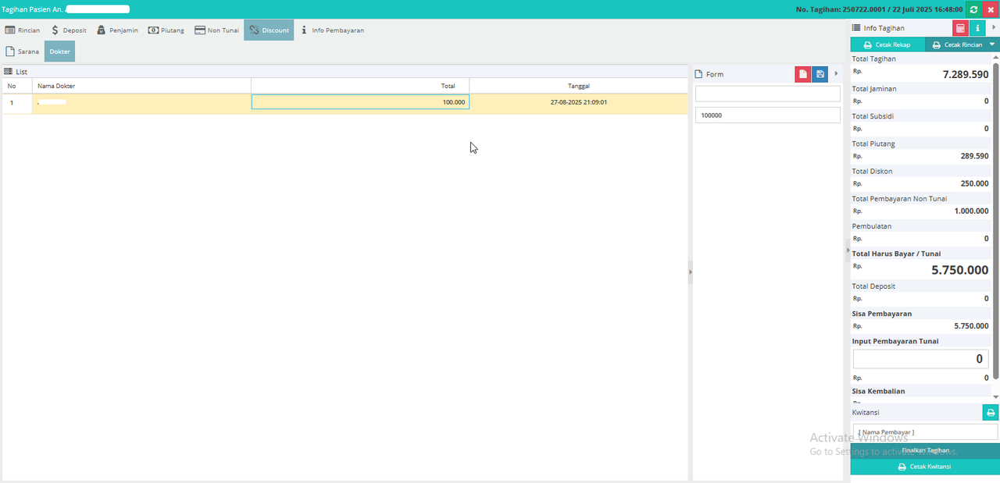 Tagihan Pasien An.
No. Tagihan: 250722.0001 / 22 Juli 2025 16:48:00
Rincian Deposit Penjamin Piutang Non Tunai Discount Info Pembayaran
Sarana Dokter
List
No Nama Dokter Total Tanggal
1 100.000 27-08-2025 21:09:01
Form
100000
Info Tagihan
Cetak Rekap Cetak Rincian
Total Tagihan
Rp. 7.289.590
Total Jaminan
Rp. 0
Total Subsidi
Rp. 0
Total Piutang
Rp. 289.590
Total Diskon
Rp. 250.000
Total Pembayaran Non Tunai
Rp. 1.000.000
Pembulatan
Rp. 0
Total Harus Bayar / Tunai
Rp. 5.750.000
Total Deposit
Rp. 0
Sisa Pembayaran
Rp. 5.750.000
Input Pembayaran Tunai
0
Rp. 0
Sisa Kembalian
Kwitansi
[ Nama Pembayar ]
Finalkan Tagihan
Cetak Kwitansi
Activate Windows
Go to Settings to activate Windows.